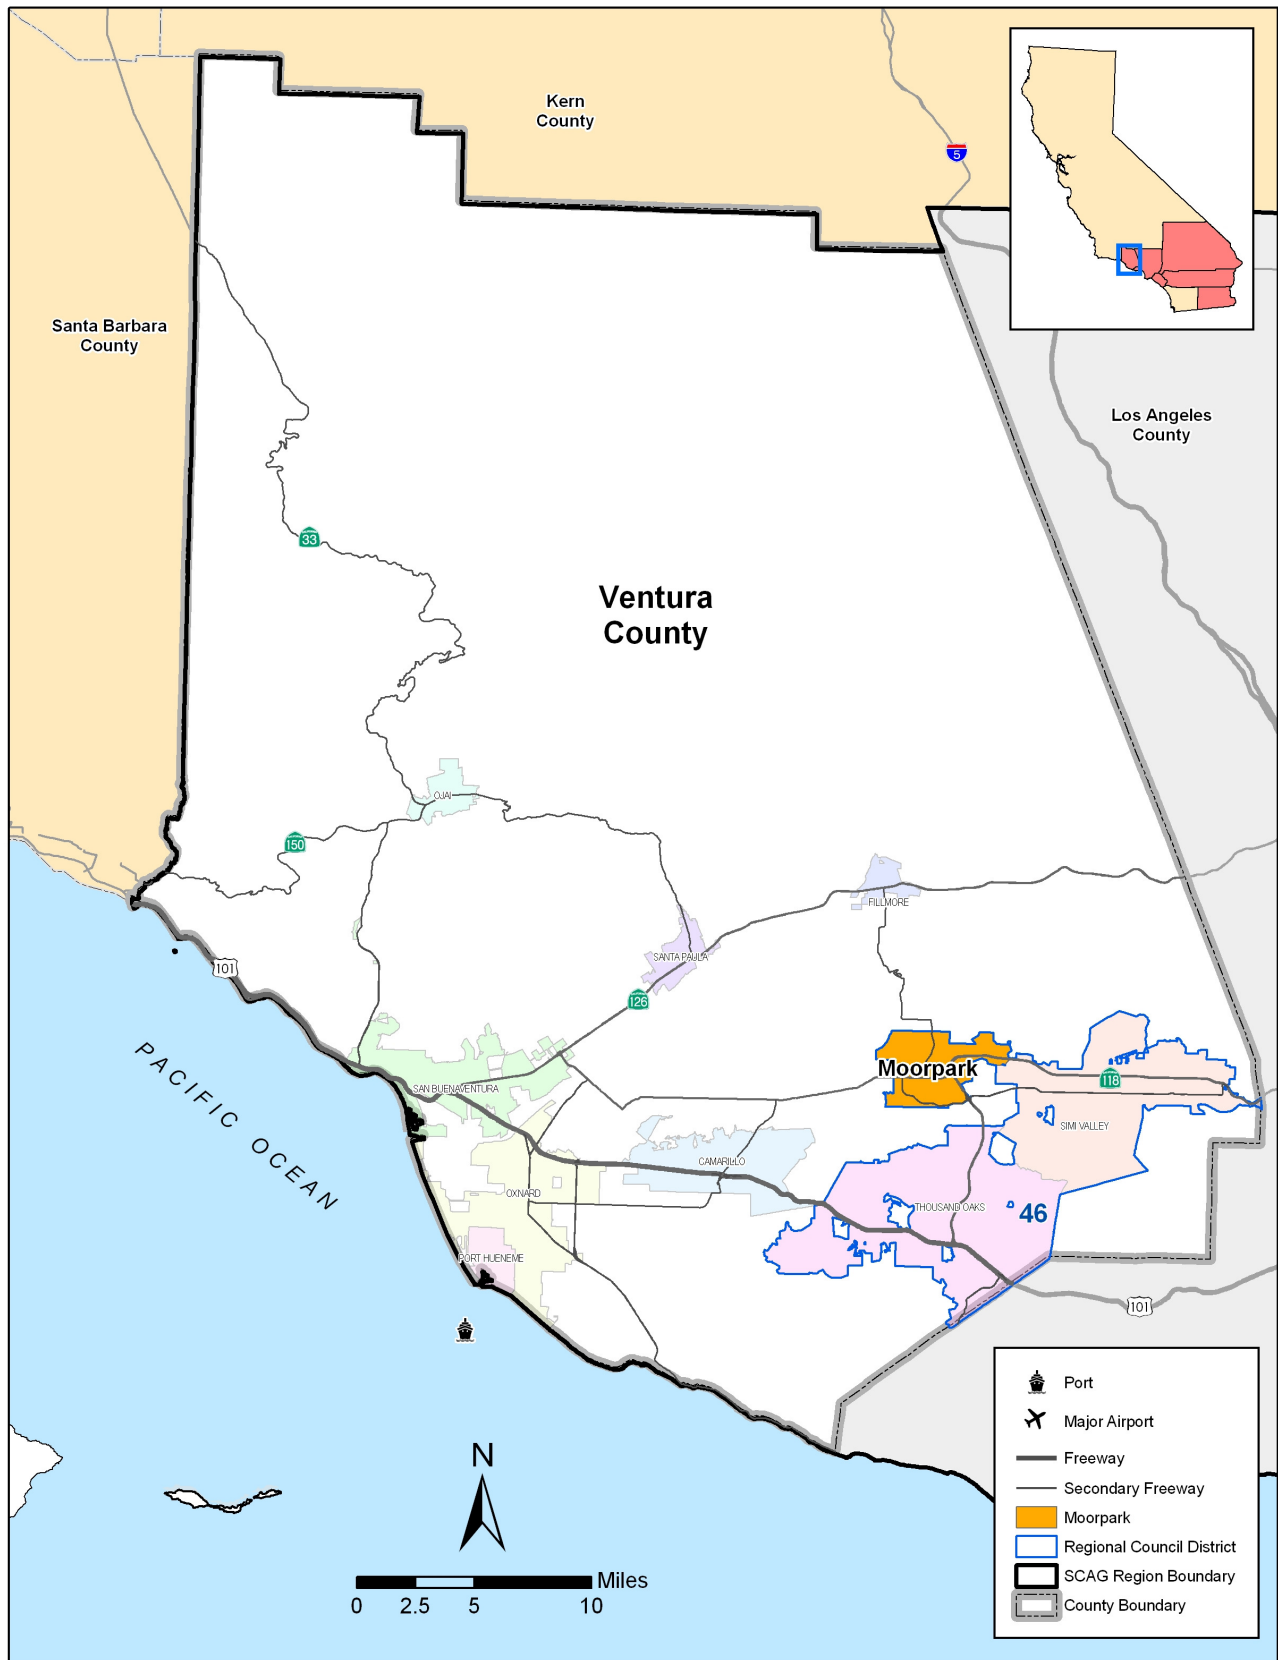 Kern
County
5
Santa Barbara
County
Los Angeles
County
33
Ventura
County
OJAI
150
FILLMORE
SANTA PAULA
101
126
PACIFIC OCEAN
Moorpark
118
SAN BUENAVENTURA
SIMI VALLEY
CAMARILLO
OXNARD
THOUSAND OAKS
46
PORT HUENEME
101
Port
Major Airport
Freeway
Secondary Freeway
Moorpark
Regional Council District
SCAG Region Boundary
County Boundary
N
Miles
0 2.5 5 10